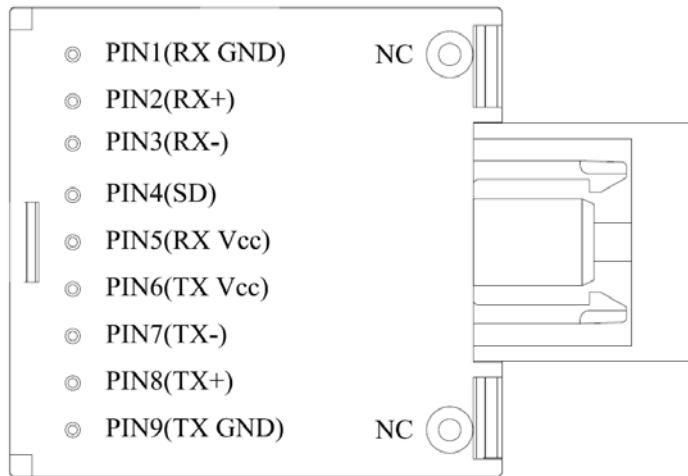 PIN1(RX GND) NC
PIN2(RX+)
PIN3(RX-)
PIN4(SD)
PIN5(RX Vcc)
PIN6(TX Vcc)
PIN7(TX-)
PIN8(TX+)
PIN9(TX GND) NC